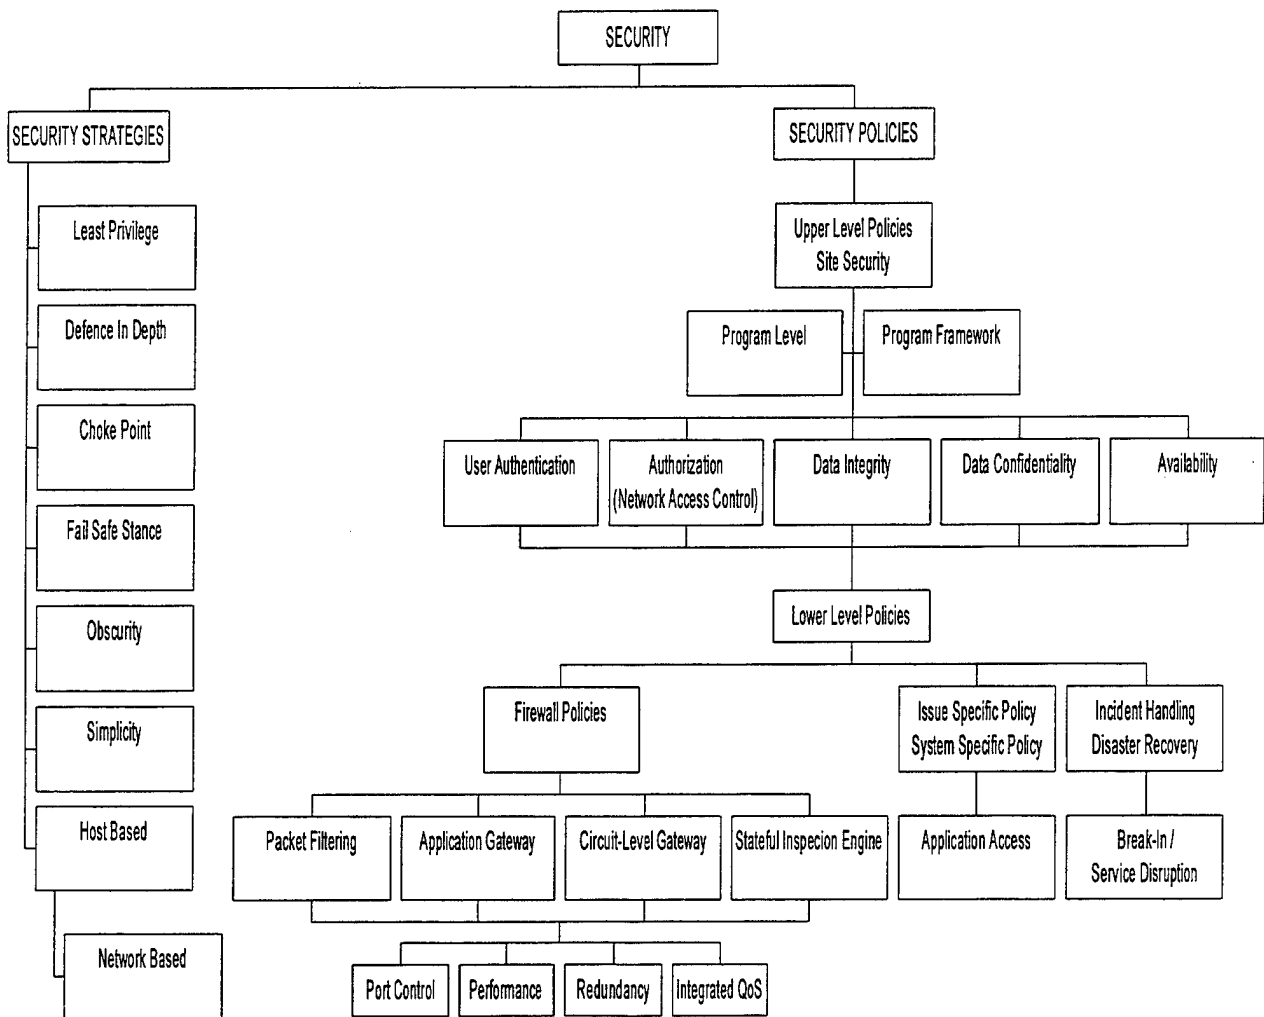 SECURITY
SECURITY STRATEGIES
SECURITY POLICIES
Least Privilege
Defence In Depth
Choke Point
Fail Safe Stance
Obscurity
Simplicity
Host Based
Network Based
Upper Level Policies
Site Security
Program Level
Program Framework
User Authentication
Authorization
(Network Access Control)
Data Integrity
Data Confidentiality
Availability
Lower Level Policies
Firewall Policies
Issue Specific Policy
System Specific Policy
Incident Handling
Disaster Recovery
Packet Filtering
Application Gateway
Circuit-Level Gateway
Stateful Inspecion Engine
Application Access
Break-In /
Service Disruption
Port Control
Performance
Redundancy
Integrated QoS